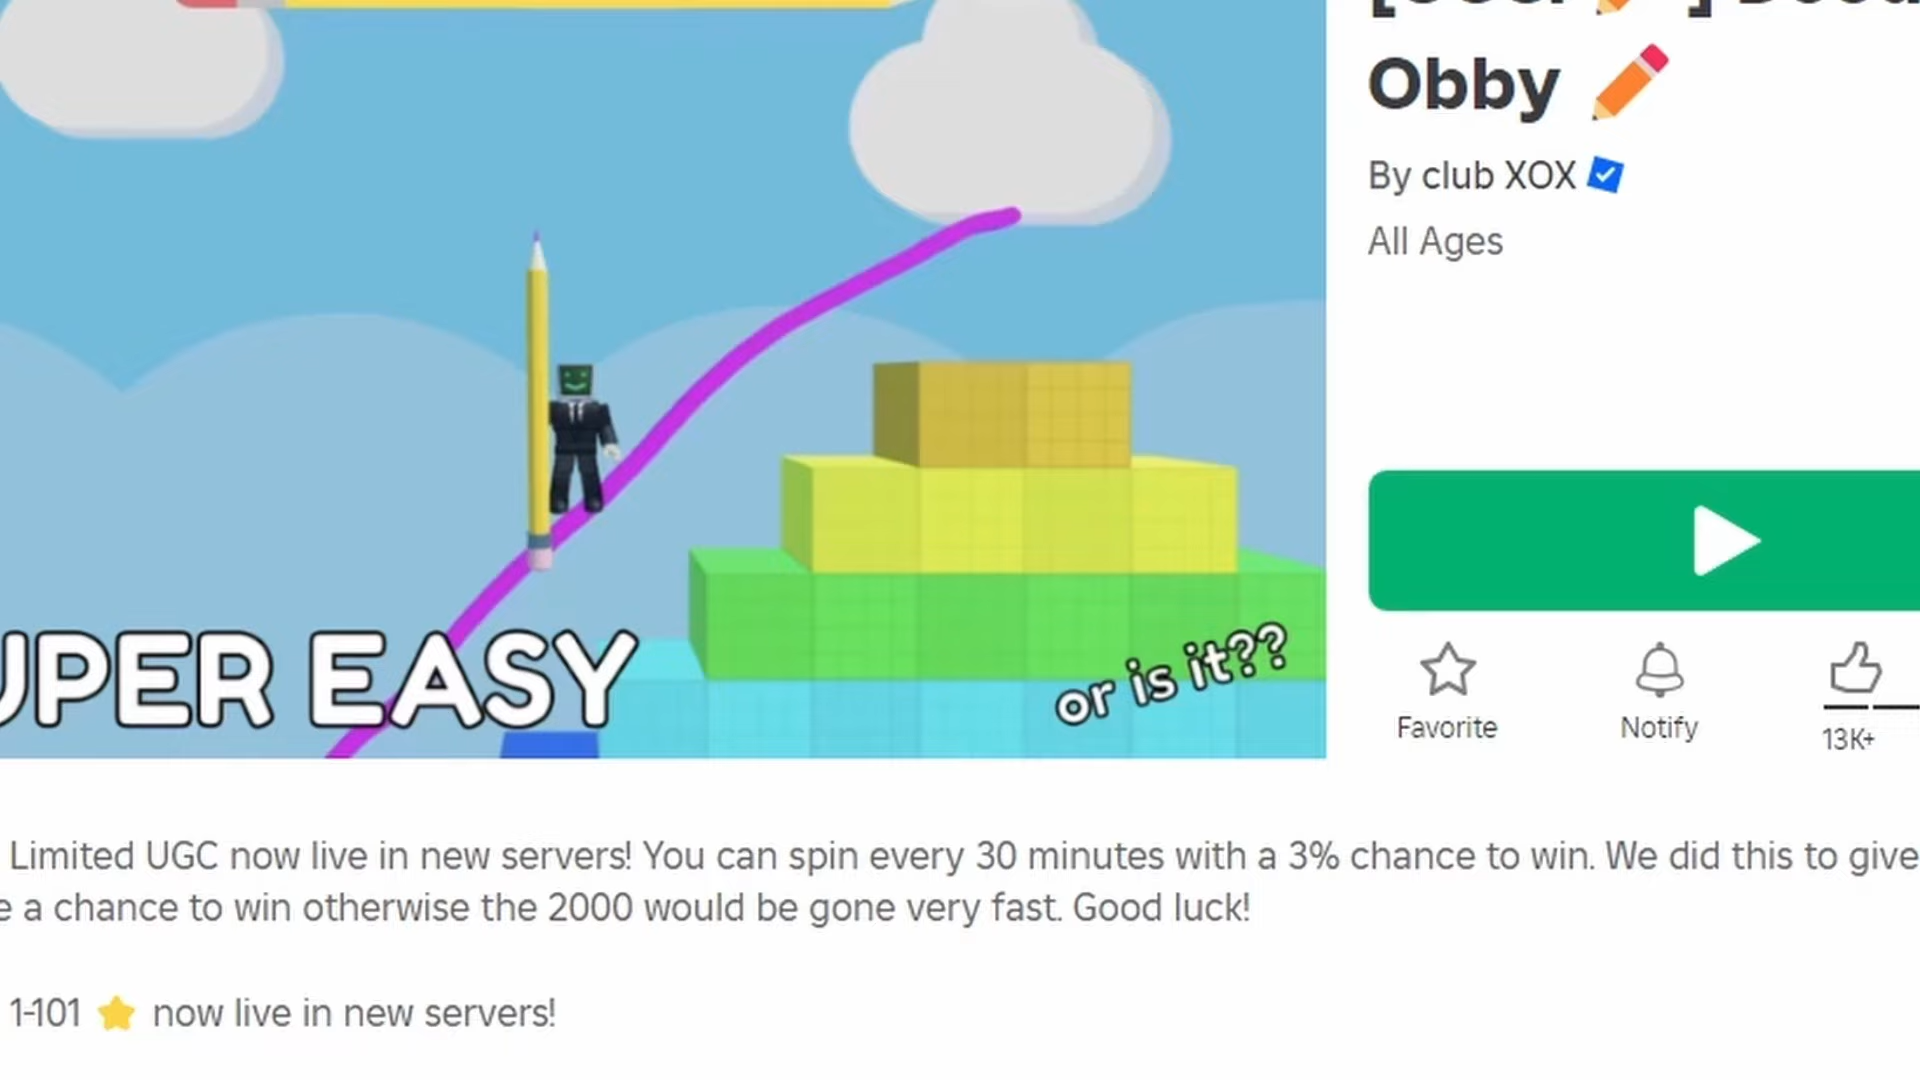 Obby
By club XOX
All Ages
EASY
or is it??
Favorite
Notify
13K+
Limited UGC now live in new servers! You can spin every 30 minutes with a 3% chance to win. We did this to give
a chance to win otherwise the 2000 would be gone very fast. Good luck!
1-101 ⭐ now live in new servers!